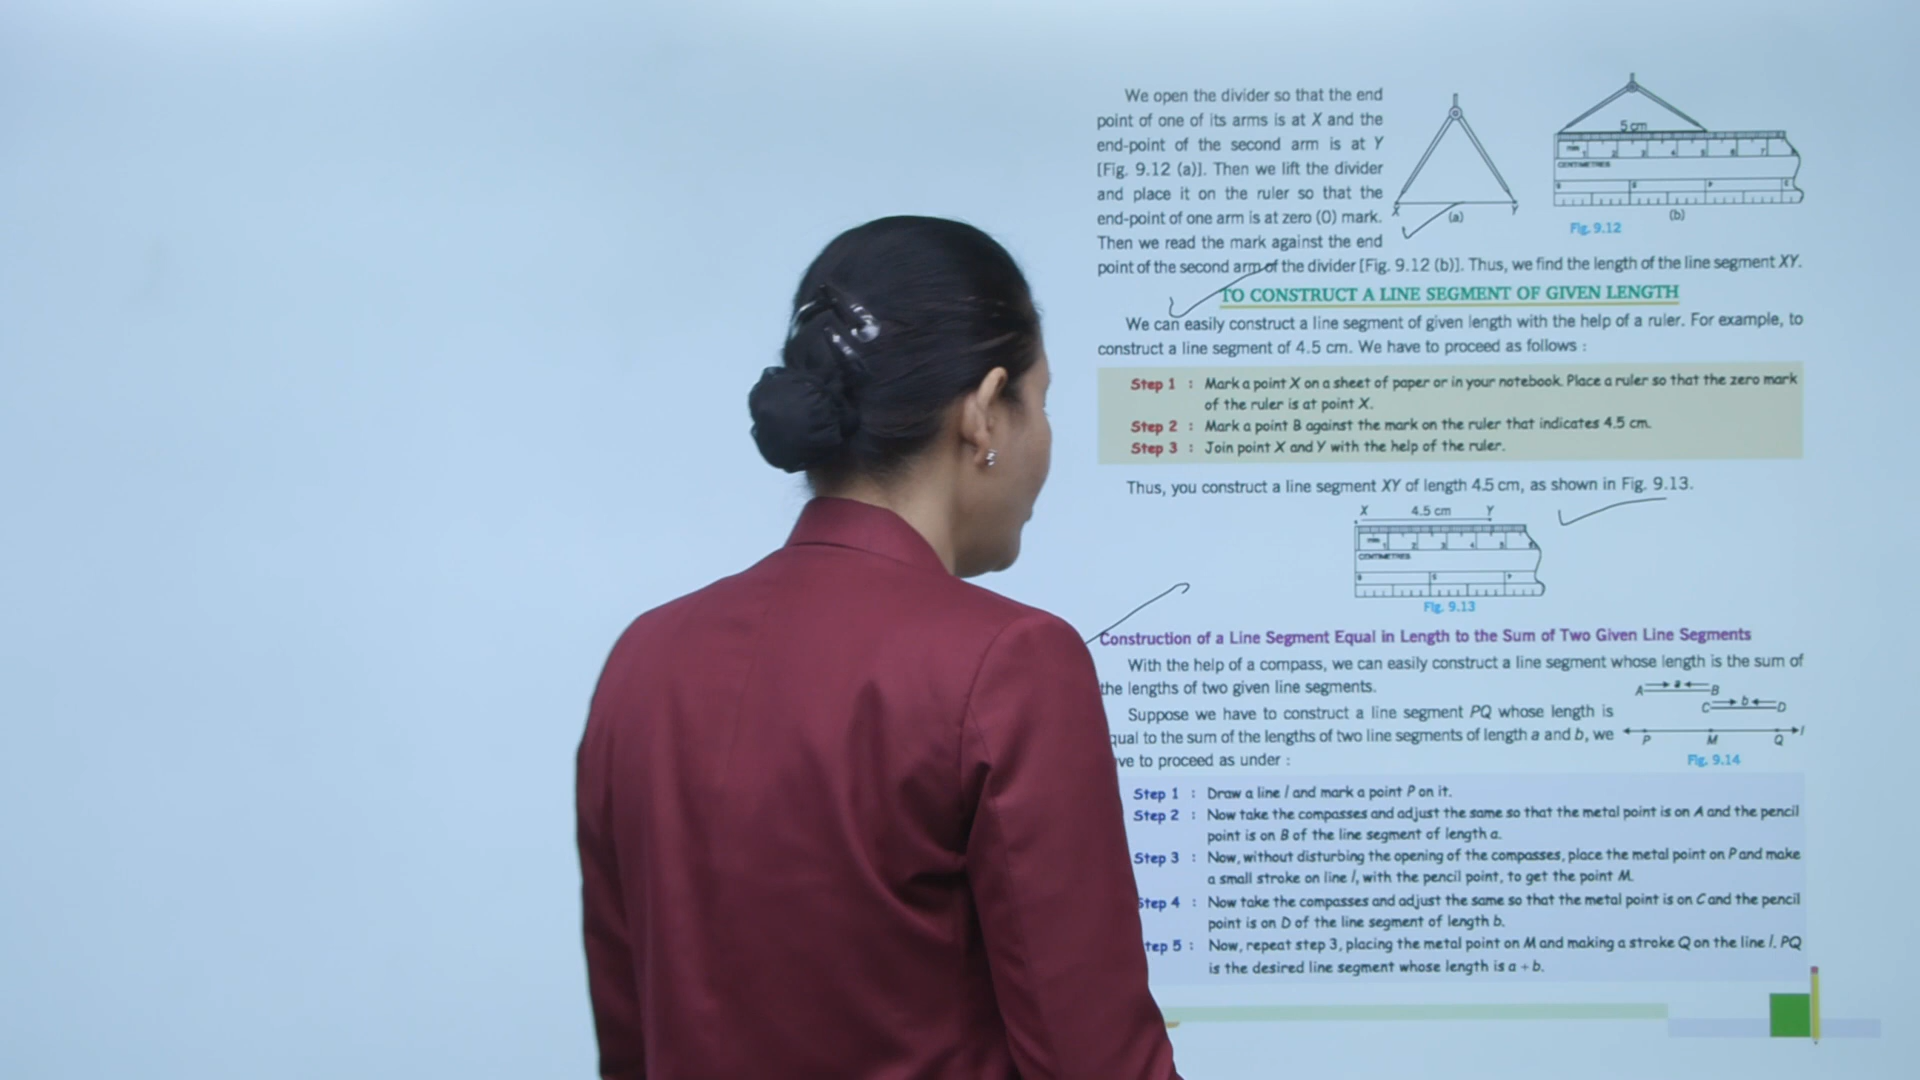 We open the divider so that the end
point of one of its arms is at X and the
end-point of the second arm is at Y
[Fig. 9.12 (a)]. Then we lift the divider
and place it on the ruler so that the
end-point of one arm is at zero (0) mark.
Then we read the mark against the end
point of the second arm of the divider [Fig. 9.12 (b)]. Thus, we find the length of the line segment XY.
X Y
(a)
5 cm
mm 1 2 3 4 5 6 7
CENTIMETRES
(b)
Fig. 9.12
TO CONSTRUCT A LINE SEGMENT OF GIVEN LENGTH
We can easily construct a line segment of given length with the help of a ruler. For example, to
construct a line segment of 4.5 cm. We have to proceed as follows :
Step 1 : Mark a point X on a sheet of paper or in your notebook. Place a ruler so that the zero mark
of the ruler is at point X.
Step 2 : Mark a point B against the mark on the ruler that indicates 4.5 cm.
Step 3 : Join point X and Y with the help of the ruler.
Thus, you construct a line segment XY of length 4.5 cm, as shown in Fig. 9.13.
X 4.5 cm Y
mm 1 2 3 4 5
CENTIMETRES
Fig. 9.13
Construction of a Line Segment Equal in Length to the Sum of Two Given Line Segments
With the help of a compass, we can easily construct a line segment whose length is the sum of
the lengths of two given line segments.
Suppose we have to construct a line segment PQ whose length is
qual to the sum of the lengths of two line segments of length a and b, we
ve to proceed as under :
A a B
C b D
P M Q l
Fig. 9.14
Step 1 : Draw a line l and mark a point P on it.
Step 2 : Now take the compasses and adjust the same so that the metal point is on A and the pencil
point is on B of the line segment of length a.
Step 3 : Now, without disturbing the opening of the compasses, place the metal point on P and make
a small stroke on line l, with the pencil point, to get the point M.
Step 4 : Now take the compasses and adjust the same so that the metal point is on C and the pencil
point is on D of the line segment of length b.
tep 5 : Now, repeat step 3, placing the metal point on M and making a stroke Q on the line l. PQ
is the desired line segment whose length is a + b.